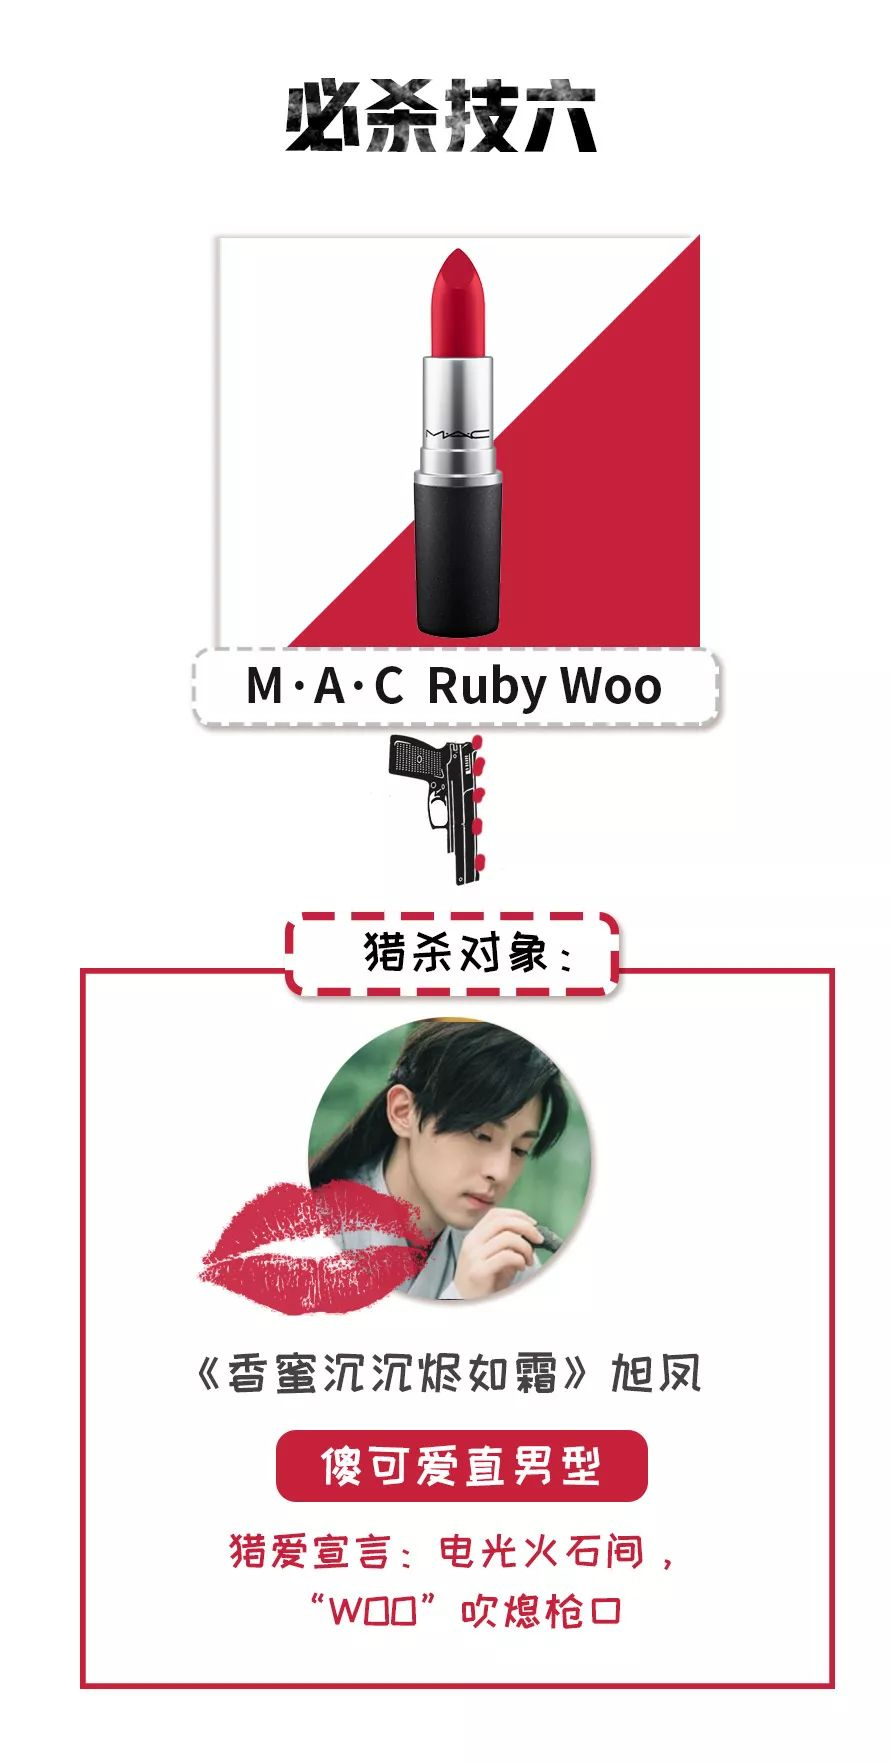 必杀技六
M·A·C
M·A·C Ruby Woo
猎杀对象：
《香蜜沉沉烬如霜》旭凤
傻可爱直男型
猎爱宣言：电光火石间，
“WOO”吹熄枪口